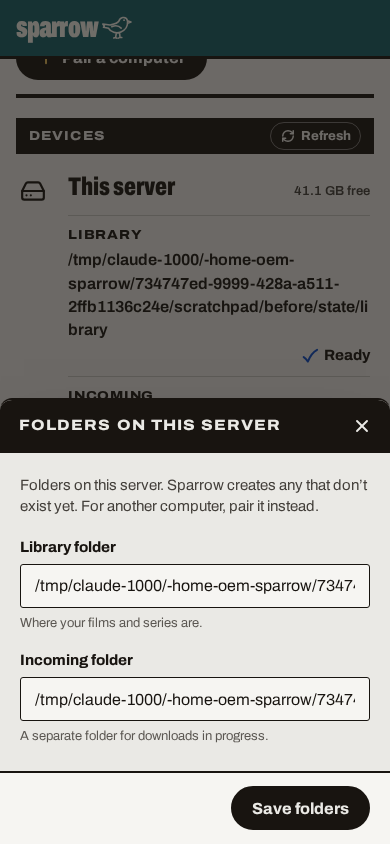 sparrow
Pair a computer
DEVICES
Refresh
This server
41.1 GB free
LIBRARY
/tmp/claude-1000/-home-oem-
sparrow/734747ed-9999-428a-a511-
2ffb1136c24e/scratchpad/before/state/li
brary
Ready
INCOMING
FOLDERS ON THIS SERVER
Folders on this server. Sparrow creates any that don’t
exist yet. For another computer, pair it instead.
Library folder
/tmp/claude-1000/-home-oem-sparrow/7347
Where your films and series are.
Incoming folder
/tmp/claude-1000/-home-oem-sparrow/7347
A separate folder for downloads in progress.
Save folders